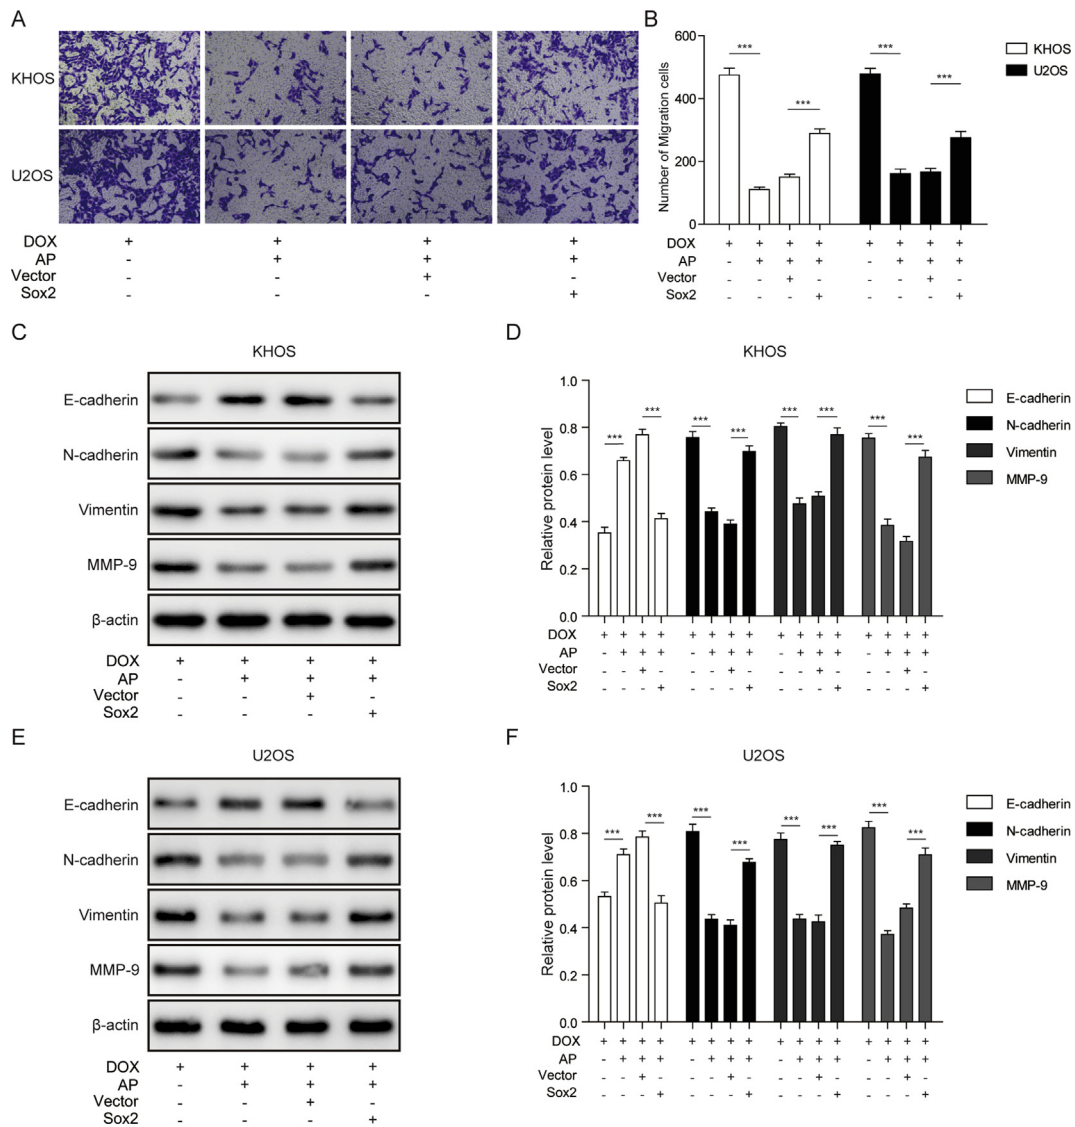 A
KHOS
U2OS
DOX + + + +
AP - + + +
Vector - - + -
Sox2 - - - +
B
Number of Migration cells
600
400
200
0
*** *** *** ***
KHOS
U2OS
DOX + + + + + + + +
AP - + + + - + + +
Vector - - + - - - + -
Sox2 - - - + - - - +
C
KHOS
E-cadherin
N-cadherin
Vimentin
MMP-9
β-actin
DOX + + + +
AP - + + +
Vector - - + -
Sox2 - - - +
D
KHOS
Relative protein level
1.0
0.8
0.6
0.4
0.2
0.0
*** *** *** *** *** *** *** ***
E-cadherin
N-cadherin
Vimentin
MMP-9
DOX + + + + + + + + + + + + + + + +
AP - + + + - + + + - + + + - + + +
Vector - - + - - - + - - - + - - - + -
Sox2 - - - + - - - + - - - + - - - +
E
U2OS
E-cadherin
N-cadherin
Vimentin
MMP-9
β-actin
DOX + + + +
AP - + + +
Vector - - + -
Sox2 - - - +
F
U2OS
Relative protein level
1.0
0.8
0.6
0.4
0.2
0.0
*** *** *** *** *** *** *** ***
E-cadherin
N-cadherin
Vimentin
MMP-9
DOX + + + + + + + + + + + + + + + +
AP - + + + - + + + - + + + - + + +
Vector - - + - - - + - - - + - - - + -
Sox2 - - - + - - - + - - - + - - - +